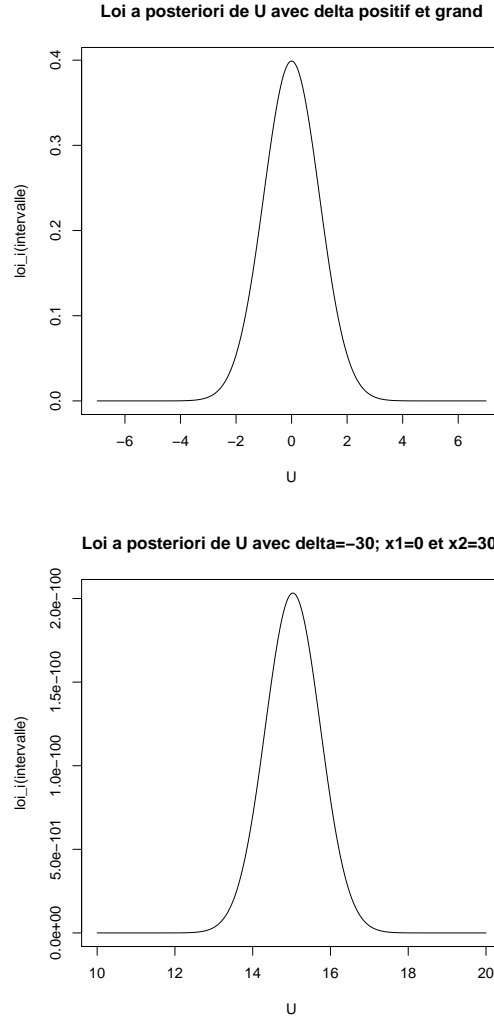 Loi a posteriori de U avec delta positif et grand
loi_i(intervalle)
0.4
0.3
0.2
0.1
0.0
−6 −4 −2 0 2 4 6
U
Loi a posteriori de U avec delta=−30; x1=0 et x2=30
loi_i(intervalle)
2.0e−100
1.5e−100
1.0e−100
5.0e−101
0.0e+00
10 12 14 16 18 20
U